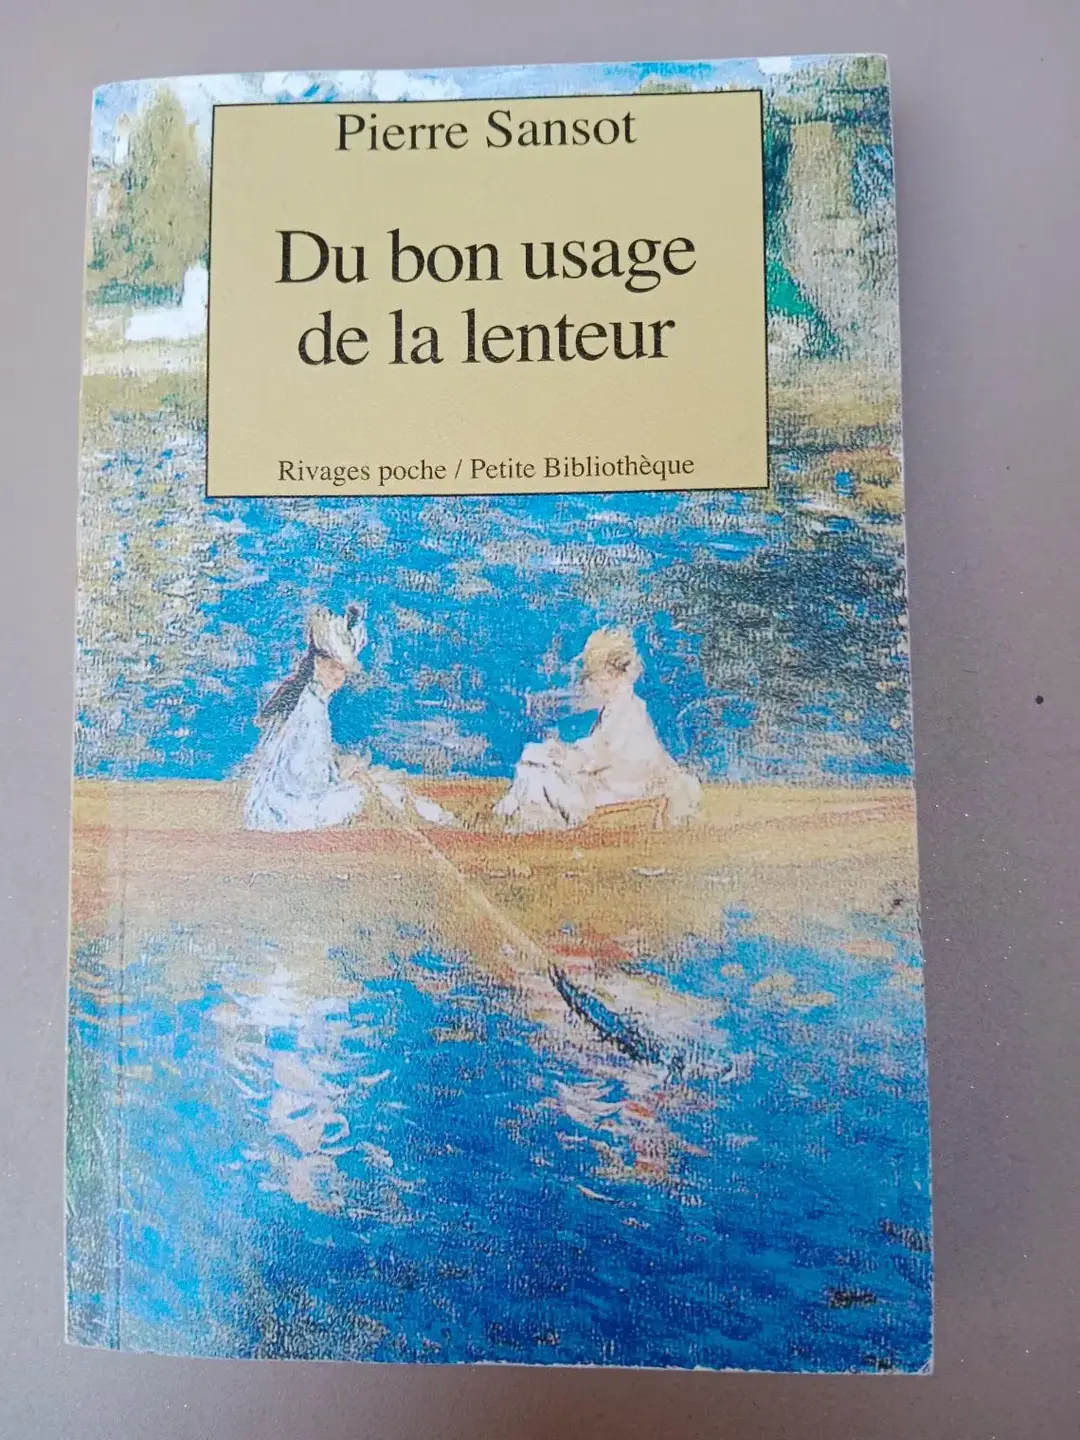 Pierre Sansot
Du bon usage
de la lenteur
Rivages poche / Petite Bibliothèque